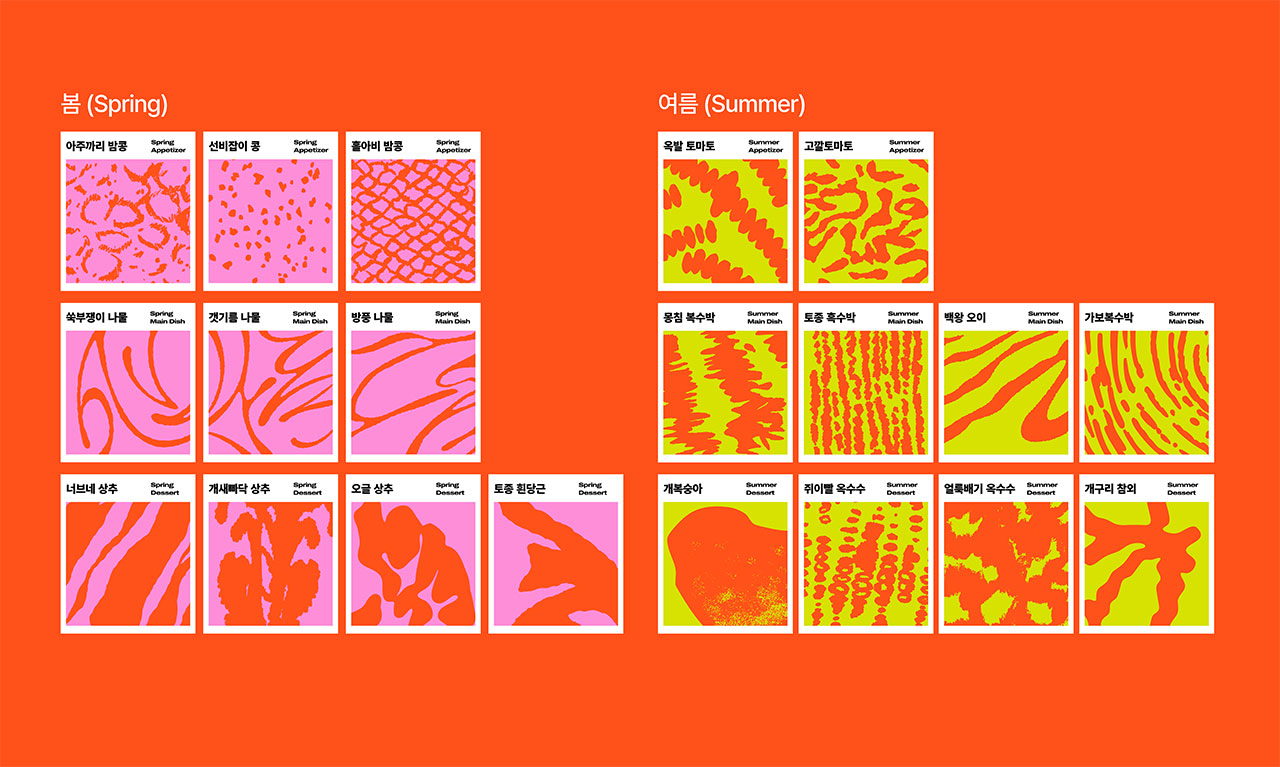 봄 (Spring)
아주까리 밤콩
Spring
Appetizer
선비잡이 콩
Spring
Appetizer
홀아비 밤콩
Spring
Appetizer
쑥부쟁이 나물
Spring
Main Dish
갯기름 나물
Spring
Main Dish
방풍 나물
Spring
Main Dish
너브네 상추
Spring
Dessert
개새빠닥 상추
Spring
Dessert
오글 상추
Spring
Dessert
토종 흰당근
Spring
Dessert
여름 (Summer)
옥발 토마토
Summer
Appetizer
고깔토마토
Summer
Appetizer
몽침 복수박
Summer
Main Dish
토종 흑수박
Summer
Main Dish
백왕 오이
Summer
Main Dish
가보복수박
Summer
Main Dish
개복숭아
Summer
Dessert
쥐이빨 옥수수
Summer
Dessert
얼룩배기 옥수수
Summer
Dessert
개구리 참외
Summer
Dessert